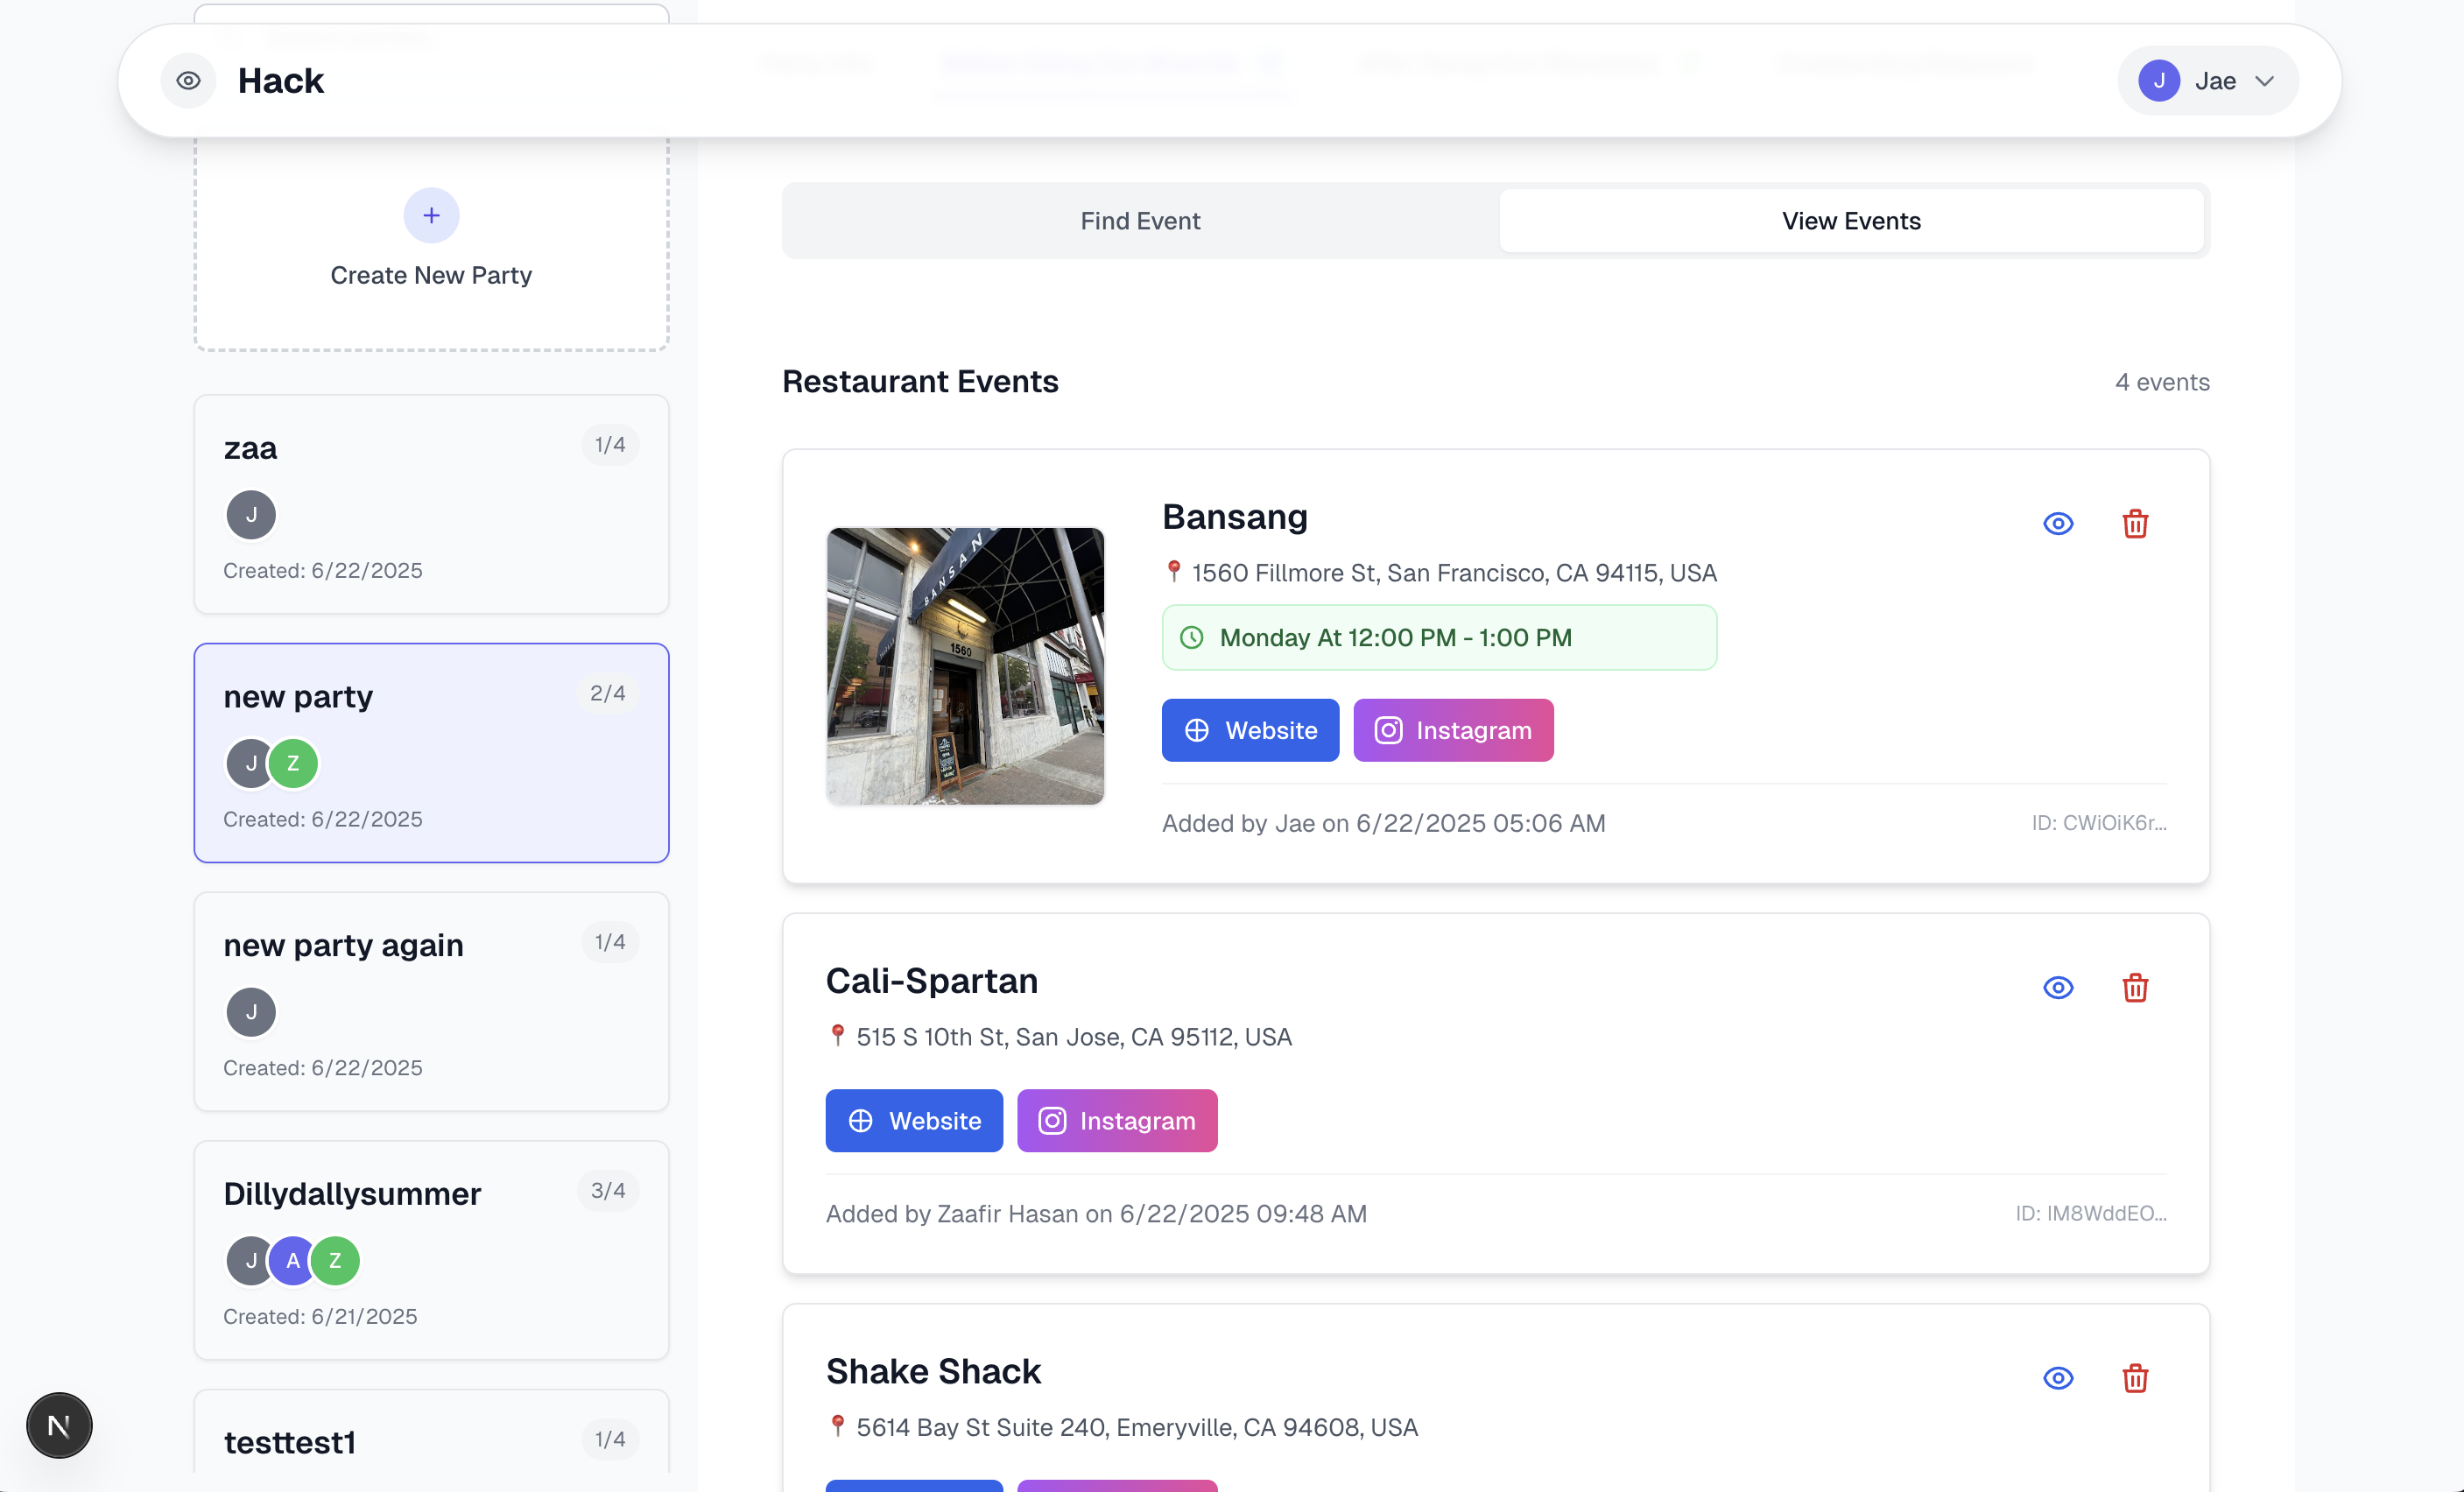 Hack
J Jae
Create New Party
zaa 1/4
J
Created: 6/22/2025
new party 2/4
J Z
Created: 6/22/2025
new party again 1/4
J
Created: 6/22/2025
Dillydallysummer 3/4
J A Z
Created: 6/21/2025
testtest1 1/4
N
Find Event View Events
Restaurant Events 4 events
Bansang
BANSAN
1560
1560 Fillmore St, San Francisco, CA 94115, USA
Monday At 12:00 PM - 1:00 PM
Website Instagram
Added by Jae on 6/22/2025 05:06 AM ID: CWiOiK6r...
Cali-Spartan
515 S 10th St, San Jose, CA 95112, USA
Website Instagram
Added by Zaafir Hasan on 6/22/2025 09:48 AM ID: IM8WddEO...
Shake Shack
5614 Bay St Suite 240, Emeryville, CA 94608, USA